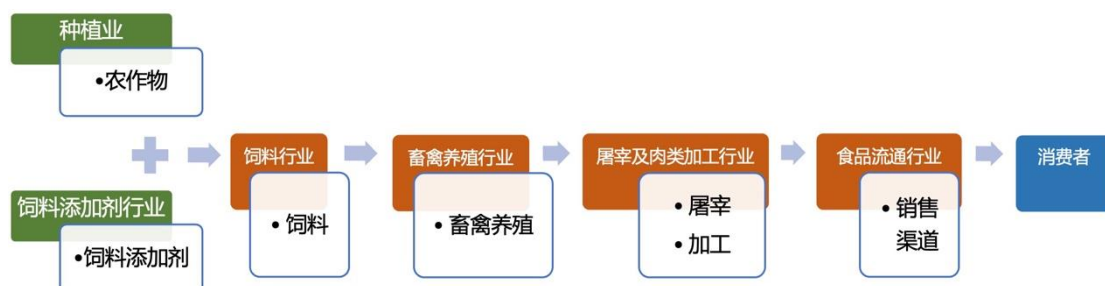 种植业
•农作物
饲料添加剂行业
•饲料添加剂
饲料行业
• 饲料
畜禽养殖行业
• 畜禽养殖
屠宰及肉类加工行业
• 屠宰
• 加工
食品流通行业
• 销售
渠道
消费者